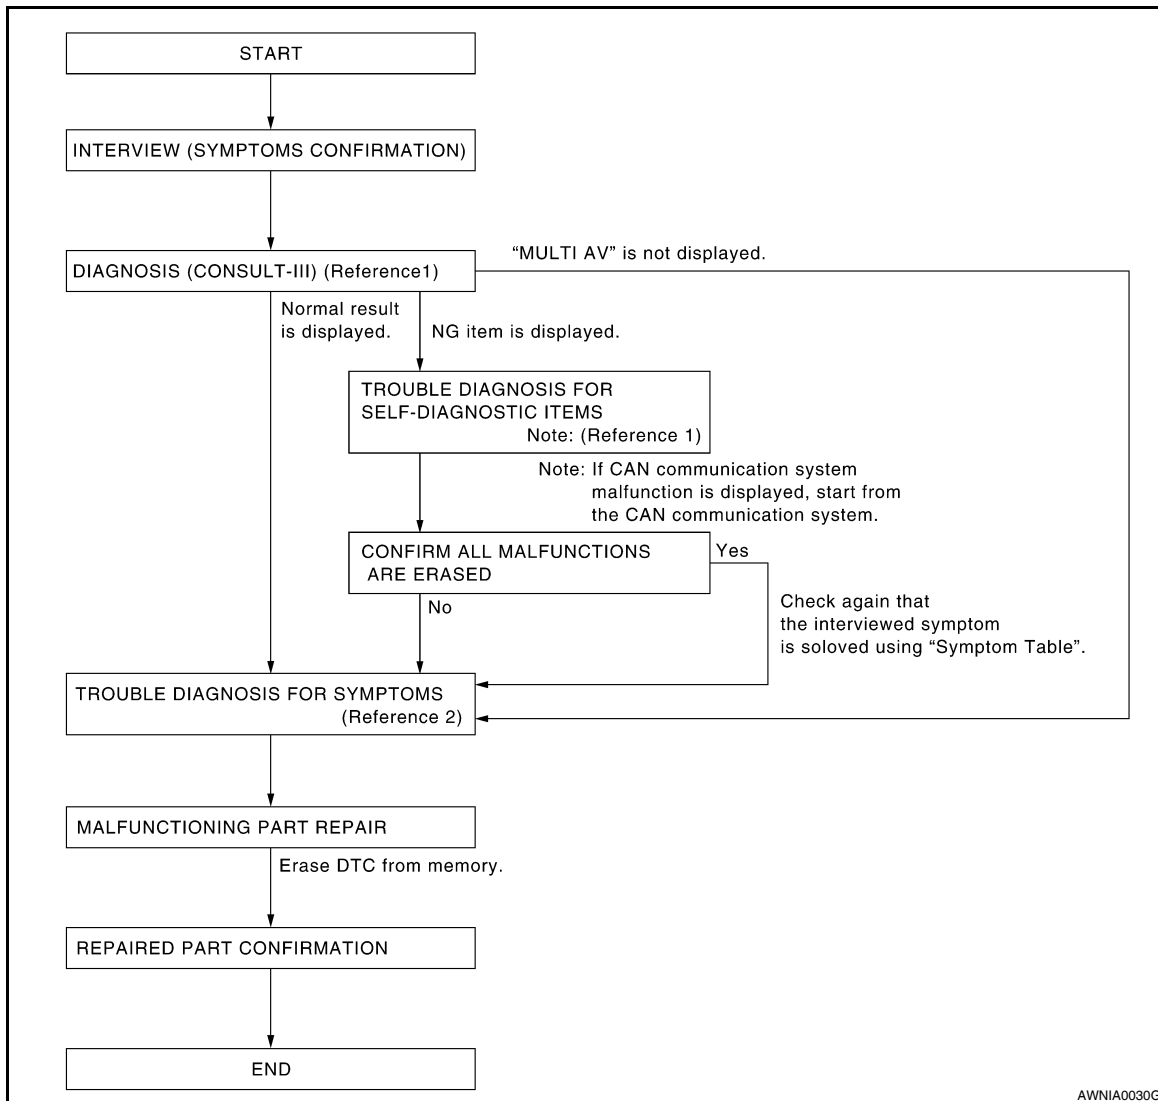 START
INTERVIEW (SYMPTOMS CONFIRMATION)
DIAGNOSIS (CONSULT-III) (Reference1)
“MULTI AV” is not displayed.
Normal result
is displayed.
NG item is displayed.
TROUBLE DIAGNOSIS FOR
SELF-DIAGNOSTIC ITEMS
Note: (Reference 1)
Note: If CAN communication system
malfunction is displayed, start from
the CAN communication system.
CONFIRM ALL MALFUNCTIONS
ARE ERASED
Yes
No
Check again that
the interviewed symptom
is soloved using “Symptom Table”.
TROUBLE DIAGNOSIS FOR SYMPTOMS
(Reference 2)
MALFUNCTIONING PART REPAIR
Erase DTC from memory.
REPAIRED PART CONFIRMATION
END
AWNIA0030G